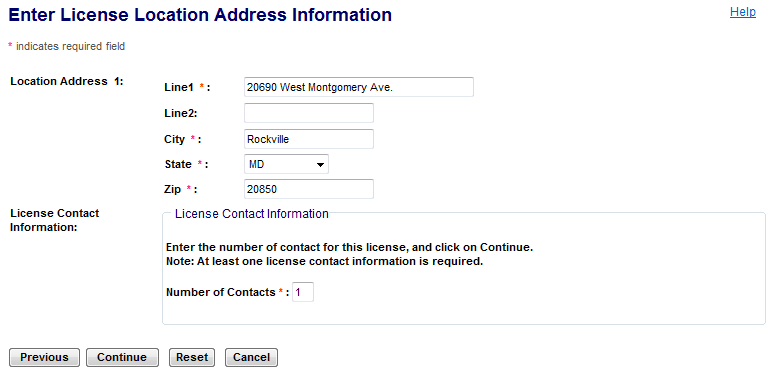 Enter License Location Address Information
Help
* indicates required field
Location Address 1:
Line1 * : 20690 West Montgomery Ave.
Line2:
City * : Rockville
State * : MD
Zip * : 20850
License Contact Information:
License Contact Information
Enter the number of contact for this license, and click on Continue.
Note: At least one license contact information is required.
Number of Contacts * : 1
Previous Continue Reset Cancel